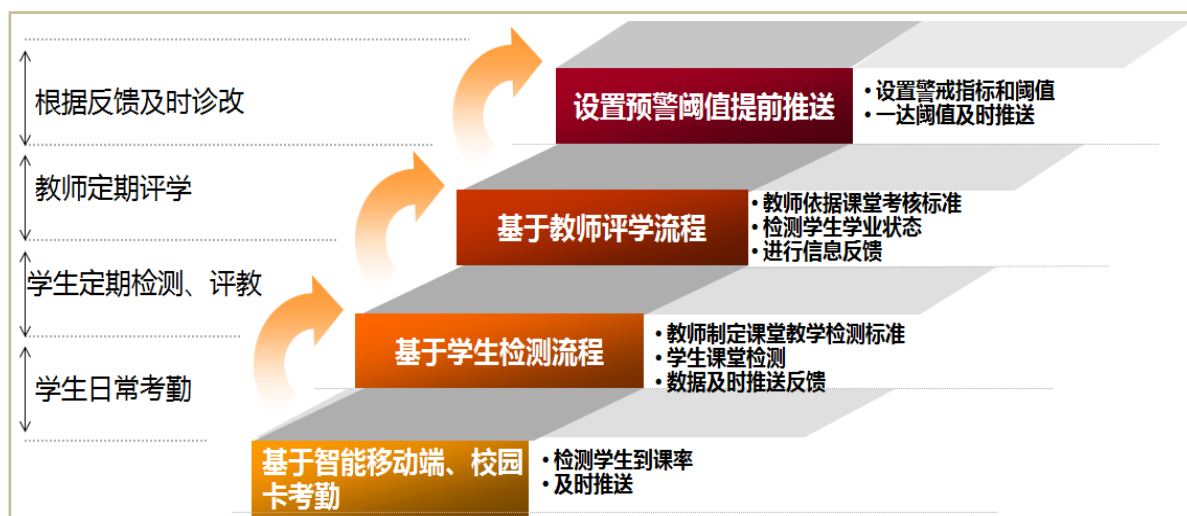 根据反馈及时诊改
设置预警阈值提前推送
• 设置警戒指标和阈值
• 一达阈值及时推送
教师定期评学
基于教师评学流程
• 教师依据课堂考核标准
• 检测学生学业状态
• 进行信息反馈
学生定期检测、评教
基于学生检测流程
• 教师制定课堂教学检测标准
• 学生课堂检测
• 数据及时推送反馈
学生日常考勤
基于智能移动端、校园
卡考勤
• 检测学生到课率
• 及时推送